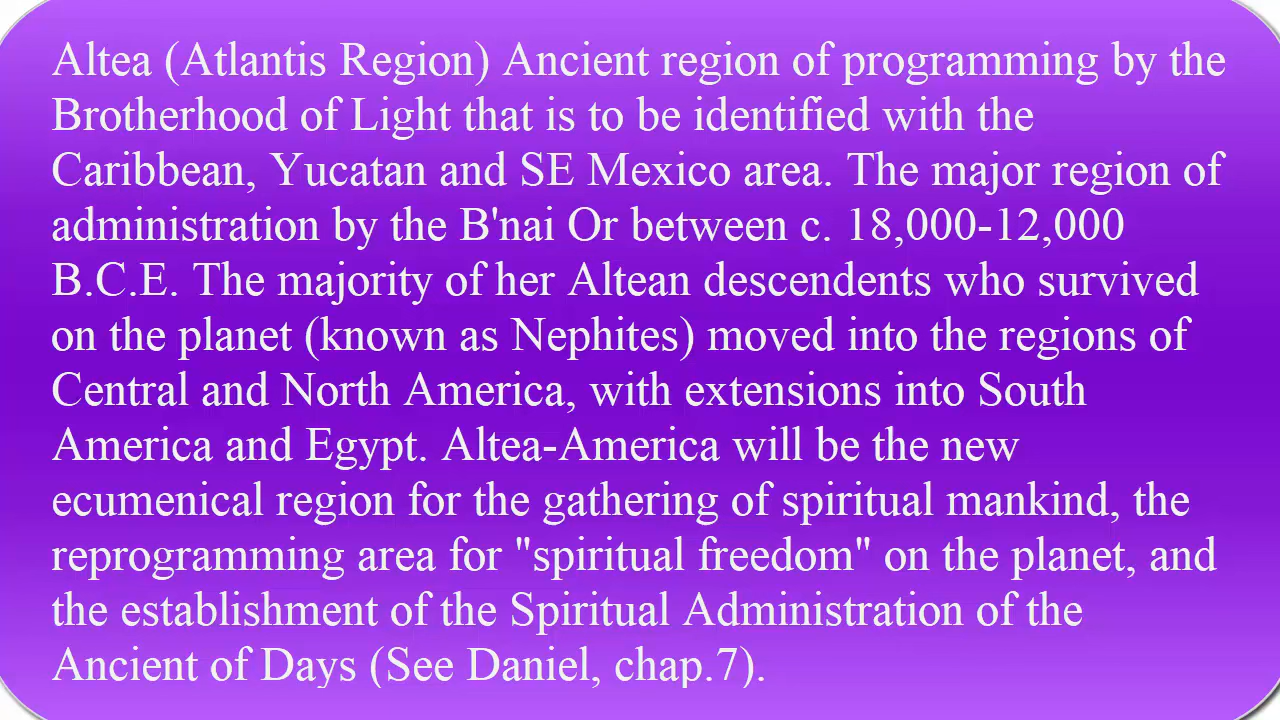 Altea (Atlantis Region) Ancient region of programming by the
Brotherhood of Light that is to be identified with the
Caribbean, Yucatan and SE Mexico area. The major region of
administration by the B'nai Or between c. 18,000-12,000
B.C.E. The majority of her Altean descendents who survived
on the planet (known as Nephites) moved into the regions of
Central and North America, with extensions into South
America and Egypt. Altea-America will be the new
ecumenical region for the gathering of spiritual mankind, the
reprogramming area for "spiritual freedom" on the planet, and
the establishment of the Spiritual Administration of the
Ancient of Days (See Daniel, chap.7).